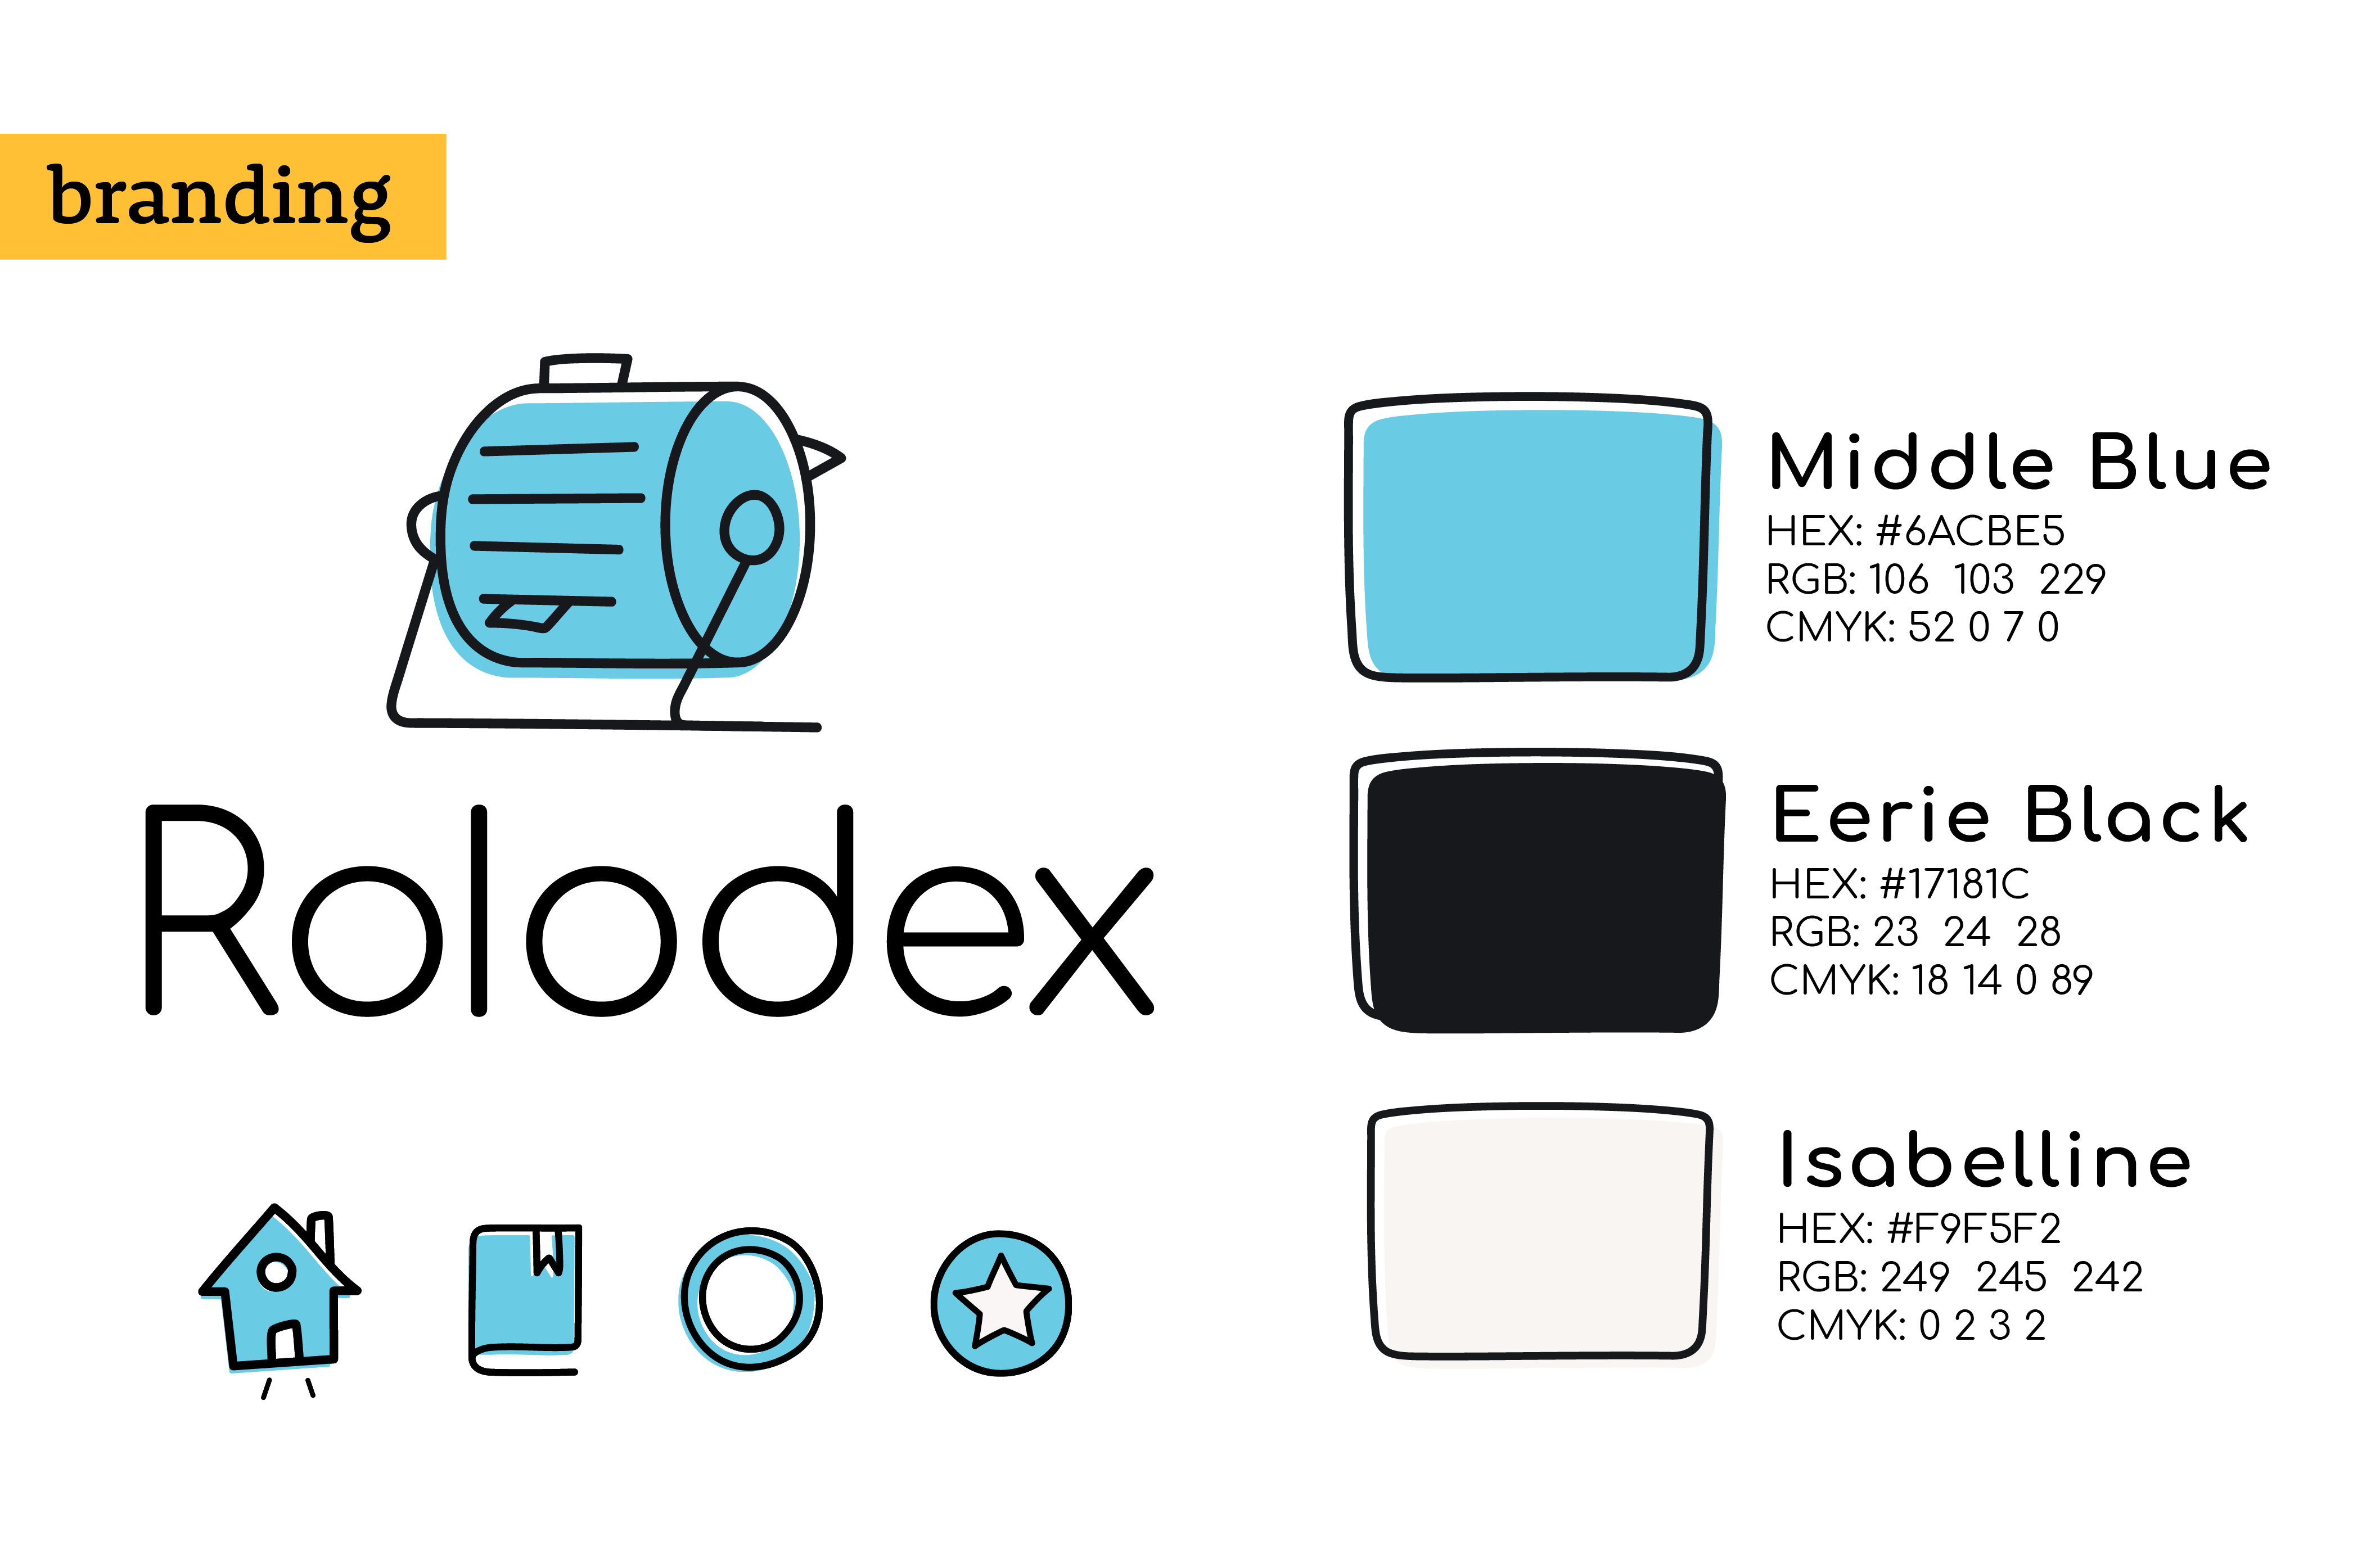 branding
Rolodex
Middle Blue
HEX: #6ACBE5
RGB: 106 103 229
CMYK: 52 0 7 0
Eerie Black
HEX: #17181C
RGB: 23 24 28
CMYK: 18 14 0 89
Isabelline
HEX: #F9F5F2
RGB: 249 245 242
CMYK: 0 2 3 2